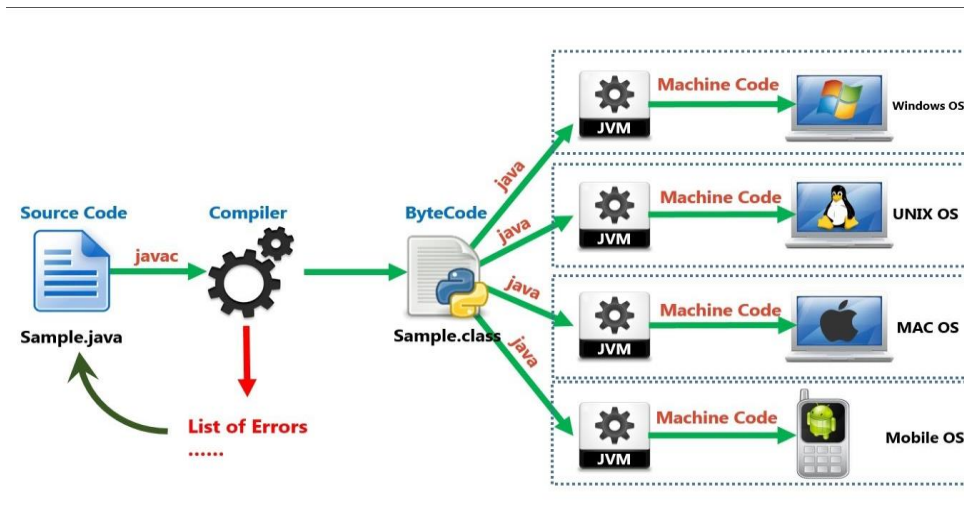 Machine Code
JVM
Windows OS
java
Source Code
Compiler
ByteCode
java
Machine Code
JVM
UNIX OS
javac
Sample.java
Sample.class
java
Machine Code
JVM
MAC OS
java
List of Errors
......
Machine Code
JVM
Mobile OS